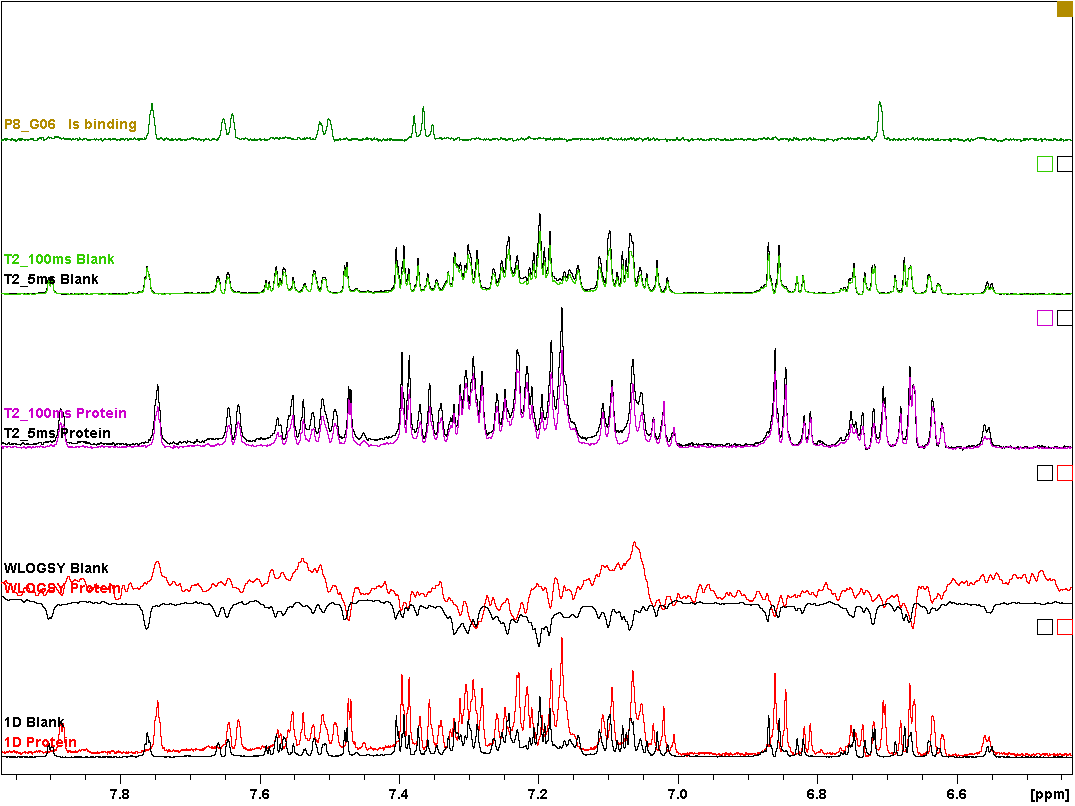 P8_G06 Is binding
T2_100ms Blank
T2_5ms Blank
T2_100ms Protein
T2_5ms Protein
WLOGSY Blank
WLOGSY Protein
1D Blank
1D Protein
7.8 7.6 7.4 7.2 7.0 6.8 6.6 [ppm]